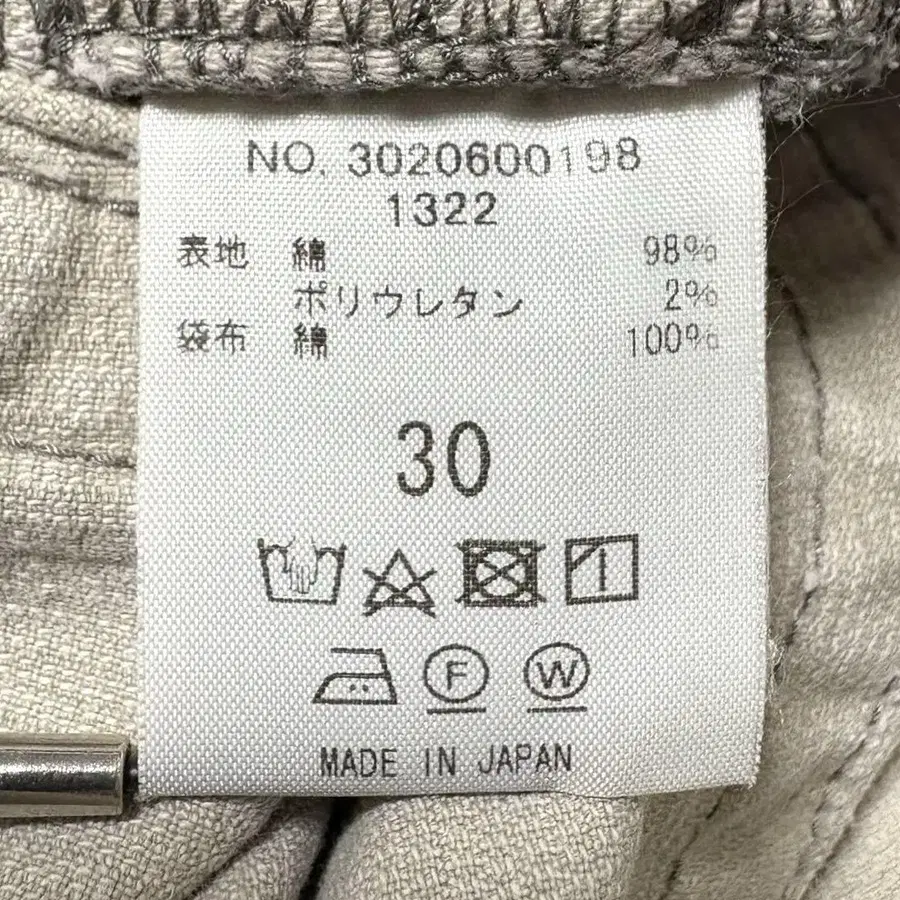 NO. 3020600198
1322
表地 綿 98%
ポリウレタン 2%
袋布 綿 100%
30
F W
MADE IN JAPAN